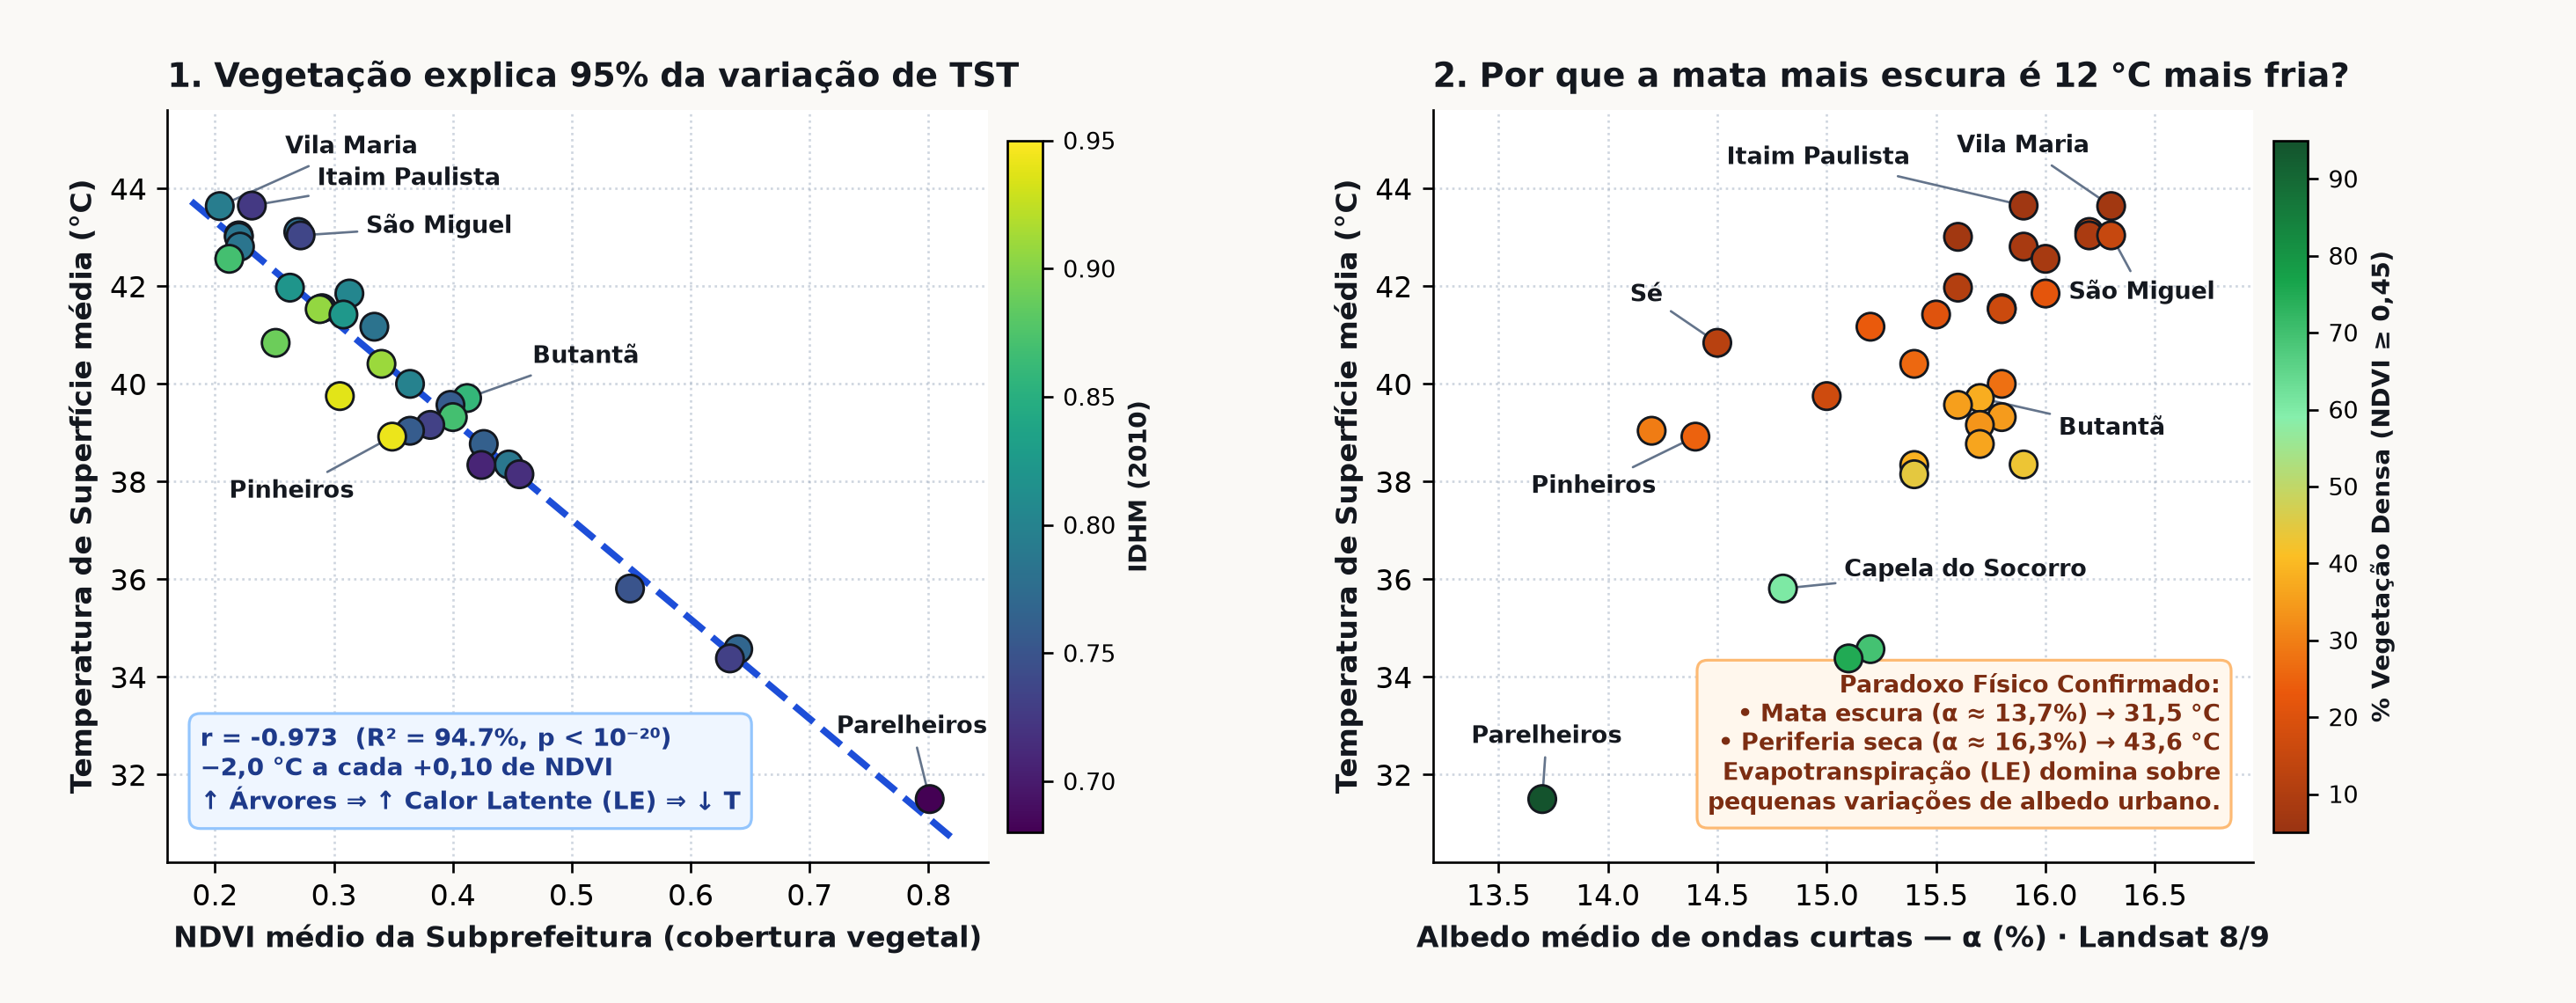 1. Vegetação explica 95% da variação de TST
Temperatura de Superfície média (°C)
44
42
40
38
36
34
32
Vila Maria
Itaim Paulista
São Miguel
Butantã
Pinheiros
Parelheiros
r = -0.973  (R² = 94.7%, p < 10⁻²⁰)
−2,0 °C a cada +0,10 de NDVI
↑ Árvores ⇒ ↑ Calor Latente (LE) ⇒ ↓ T
0.2 0.3 0.4 0.5 0.6 0.7 0.8
NDVI médio da Subprefeitura (cobertura vegetal)
0.95
0.90
0.85
0.80
0.75
0.70
IDHM (2010)
2. Por que a mata mais escura é 12 °C mais fria?
Temperatura de Superfície média (°C)
44
42
40
38
36
34
32
Vila Maria
Itaim Paulista
Sé
São Miguel
Butantã
Pinheiros
Capela do Socorro
Parelheiros
Paradoxo Físico Confirmado:
• Mata escura (α ≈ 13,7%) → 31,5 °C
• Periferia seca (α ≈ 16,3%) → 43,6 °C
Evapotranspiração (LE) domina sobre
pequenas variações de albedo urbano.
13.5 14.0 14.5 15.0 15.5 16.0 16.5
Albedo médio de ondas curtas — α (%) · Landsat 8/9
90
80
70
60
50
40
30
20
10
% Vegetação Densa (NDVI ≥ 0,45)